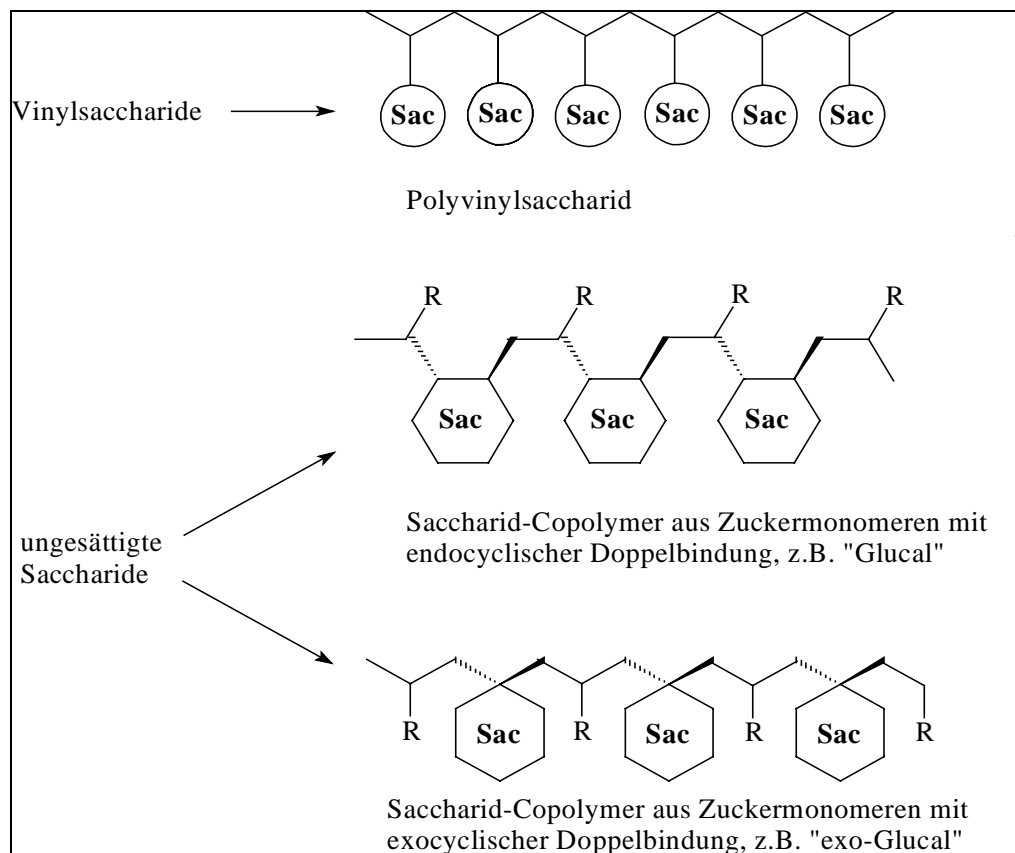 Sac Sac Sac Sac Sac Sac
Vinylsaccharide
Polyvinylsaccharid
R R R R
Sac Sac Sac
Saccharid-Copolymer aus Zuckermonomeren mit
endocyclischer Doppelbindung, z.B. "Glucal"
ungesättigte
Saccharide
R R R R
Sac Sac Sac
Saccharid-Copolymer aus Zuckermonomeren mit
exocyclischer Doppelbindung, z.B. "exo-Glucal"